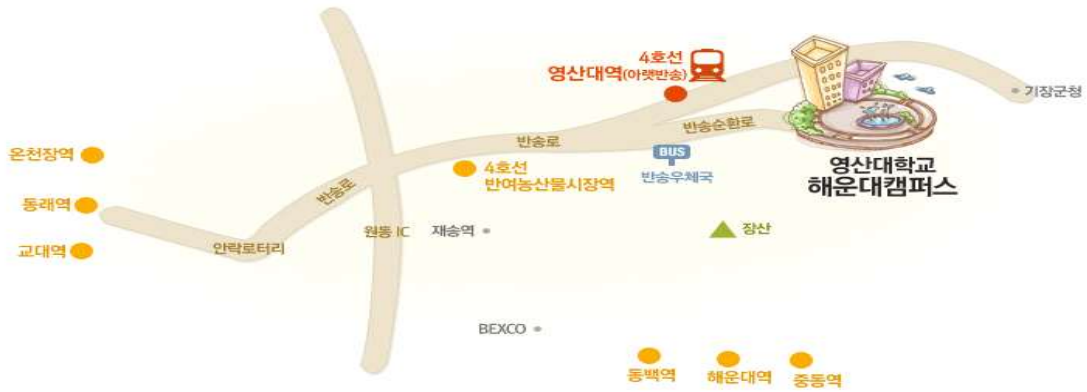 4호선
영산대역(아랫반송)
기장군청
반송순환로
반송로
BUS
반송우체국
온천장역
4호선
반여농산물시장역
영산대학교
해운대캠퍼스
반송로
동래역
교대역
안락로터리
원동 IC
재송역
장산
BEXCO
동백역
해운대역
중동역